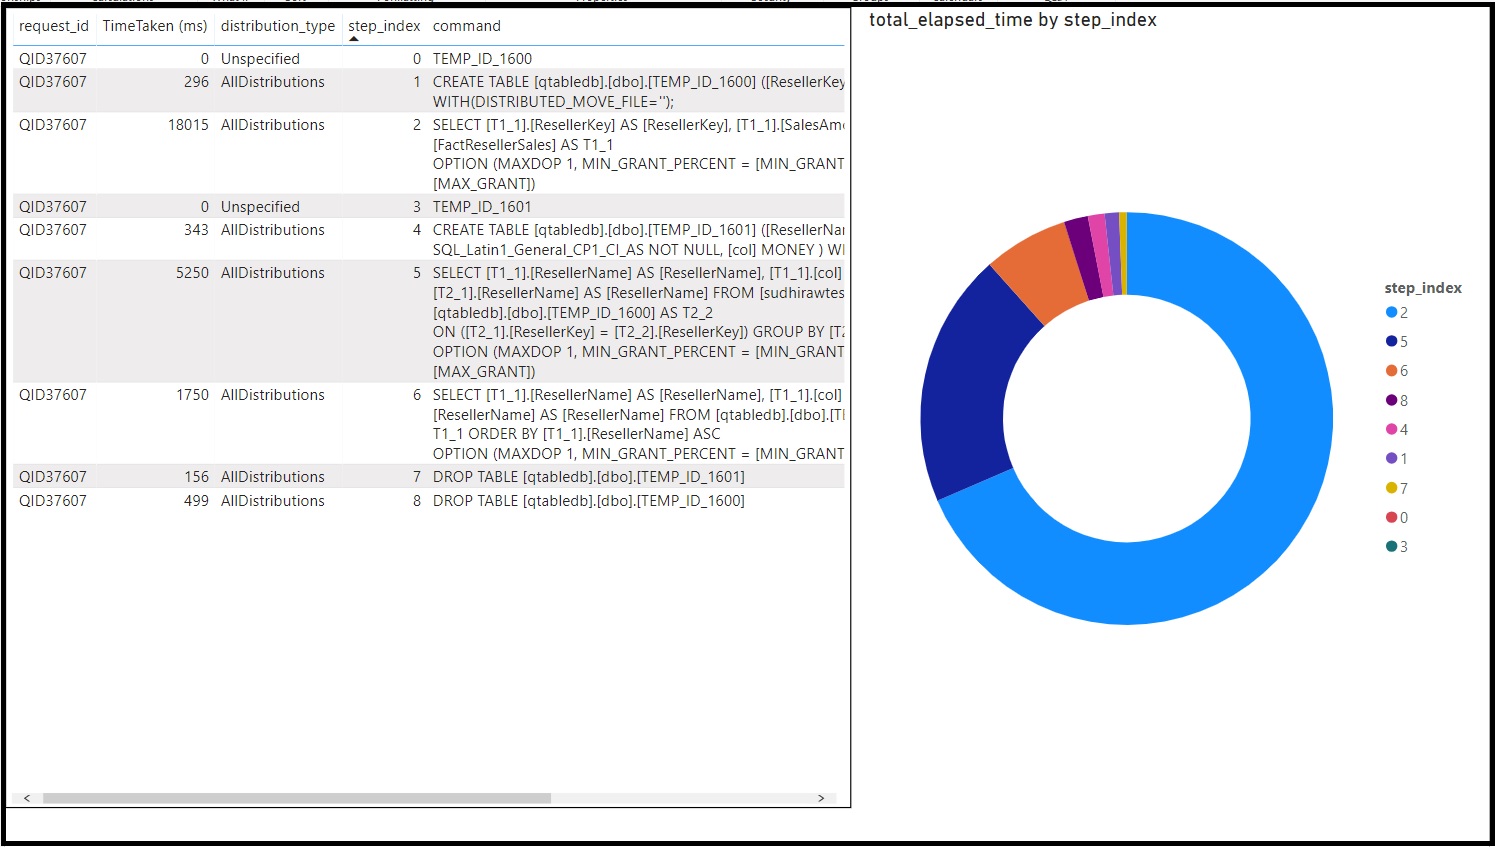 request_id TimeTaken (ms) distribution_type step_index command
QID37607 0 Unspecified 0 TEMP_ID_1600
QID37607 296 AllDistributions 1 CREATE TABLE [qtabledb].[dbo].[TEMP_ID_1600] ([ResellerKey
WITH(DISTRIBUTED_MOVE_FILE='');
QID37607 18015 AllDistributions 2 SELECT [T1_1].[ResellerKey] AS [ResellerKey], [T1_1].[SalesAmo
[FactResellerSales] AS T1_1
OPTION (MAXDOP 1, MIN_GRANT_PERCENT = [MIN_GRANT
[MAX_GRANT])
QID37607 0 Unspecified 3 TEMP_ID_1601
QID37607 343 AllDistributions 4 CREATE TABLE [qtabledb].[dbo].[TEMP_ID_1601] ([ResellerNar
SQL_Latin1_General_CP1_CI_AS NOT NULL, [col] MONEY ) WI
QID37607 5250 AllDistributions 5 SELECT [T1_1].[ResellerName] AS [ResellerName], [T1_1].[col]
[T2_1].[ResellerName] AS [ResellerName] FROM [sudhirawtes
[qtabledb].[dbo].[TEMP_ID_1600] AS T2_2
ON ([T2_1].[ResellerKey] = [T2_2].[ResellerKey]) GROUP BY [T2
OPTION (MAXDOP 1, MIN_GRANT_PERCENT = [MIN_GRANT
[MAX_GRANT])
QID37607 1750 AllDistributions 6 SELECT [T1_1].[ResellerName] AS [ResellerName], [T1_1].[col]
[ResellerName] AS [ResellerName] FROM [qtabledb].[dbo].[TE
T1_1 ORDER BY [T1_1].[ResellerName] ASC
OPTION (MAXDOP 1, MIN_GRANT_PERCENT = [MIN_GRANT
QID37607 156 AllDistributions 7 DROP TABLE [qtabledb].[dbo].[TEMP_ID_1601]
QID37607 499 AllDistributions 8 DROP TABLE [qtabledb].[dbo].[TEMP_ID_1600]
total_elapsed_time by step_index
step_index
2
5
6
8
4
1
7
0
3